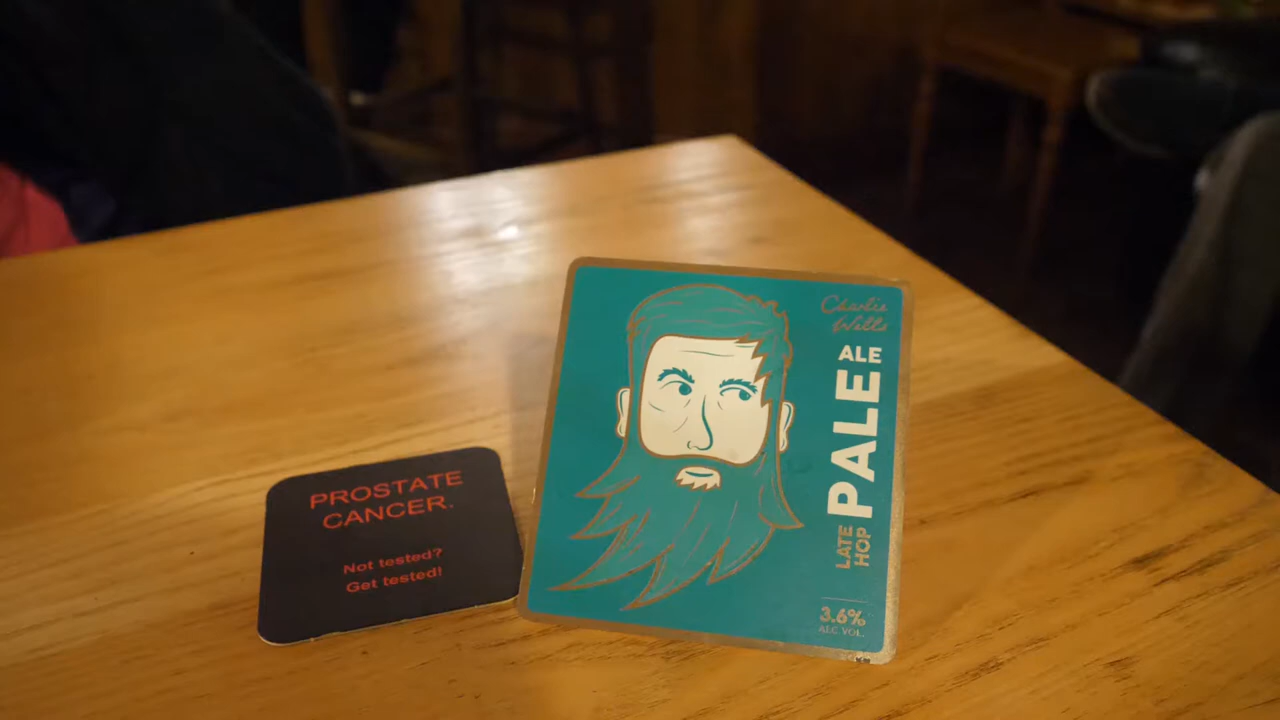 PROSTATE
CANCER.
Not tested?
Get tested!
Charlie
Wells
ALE
PALE
LATE
HOP
3.6%
ALC VOL.